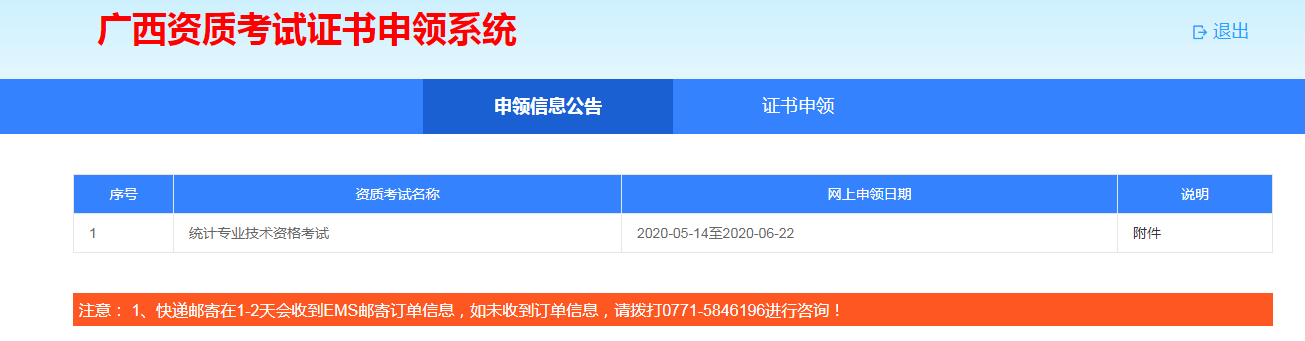 广西资质考试证书申领系统
退出
申领信息公告 证书申领
序号 资质考试名称 网上申领日期 说明
1 统计专业技术资格考试 2020-05-14至2020-06-22 附件
注意： 1、快递邮寄在1-2天会收到EMS邮寄订单信息，如未收到订单信息，请拨打0771-5846196进行咨询！